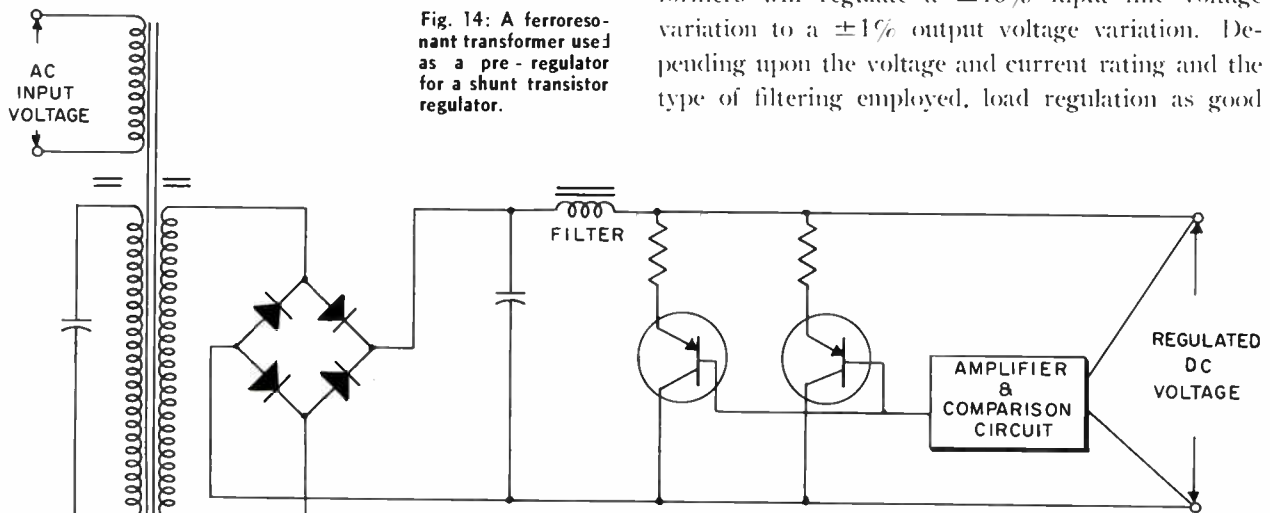 Fig. 14: A ferroreso-
nant transformer used
as a pre - regulator
for a shunt transistor
regulator.
variation to a ±1% output voltage variation. De-
pending upon the voltage and current rating and the
type of filtering employed, load regulation as good
AC
INPUT
VOLTAGE
FILTER
AMPLIFIER
&
COMPARISON
CIRCUIT
REGULATED
DC
VOLTAGE